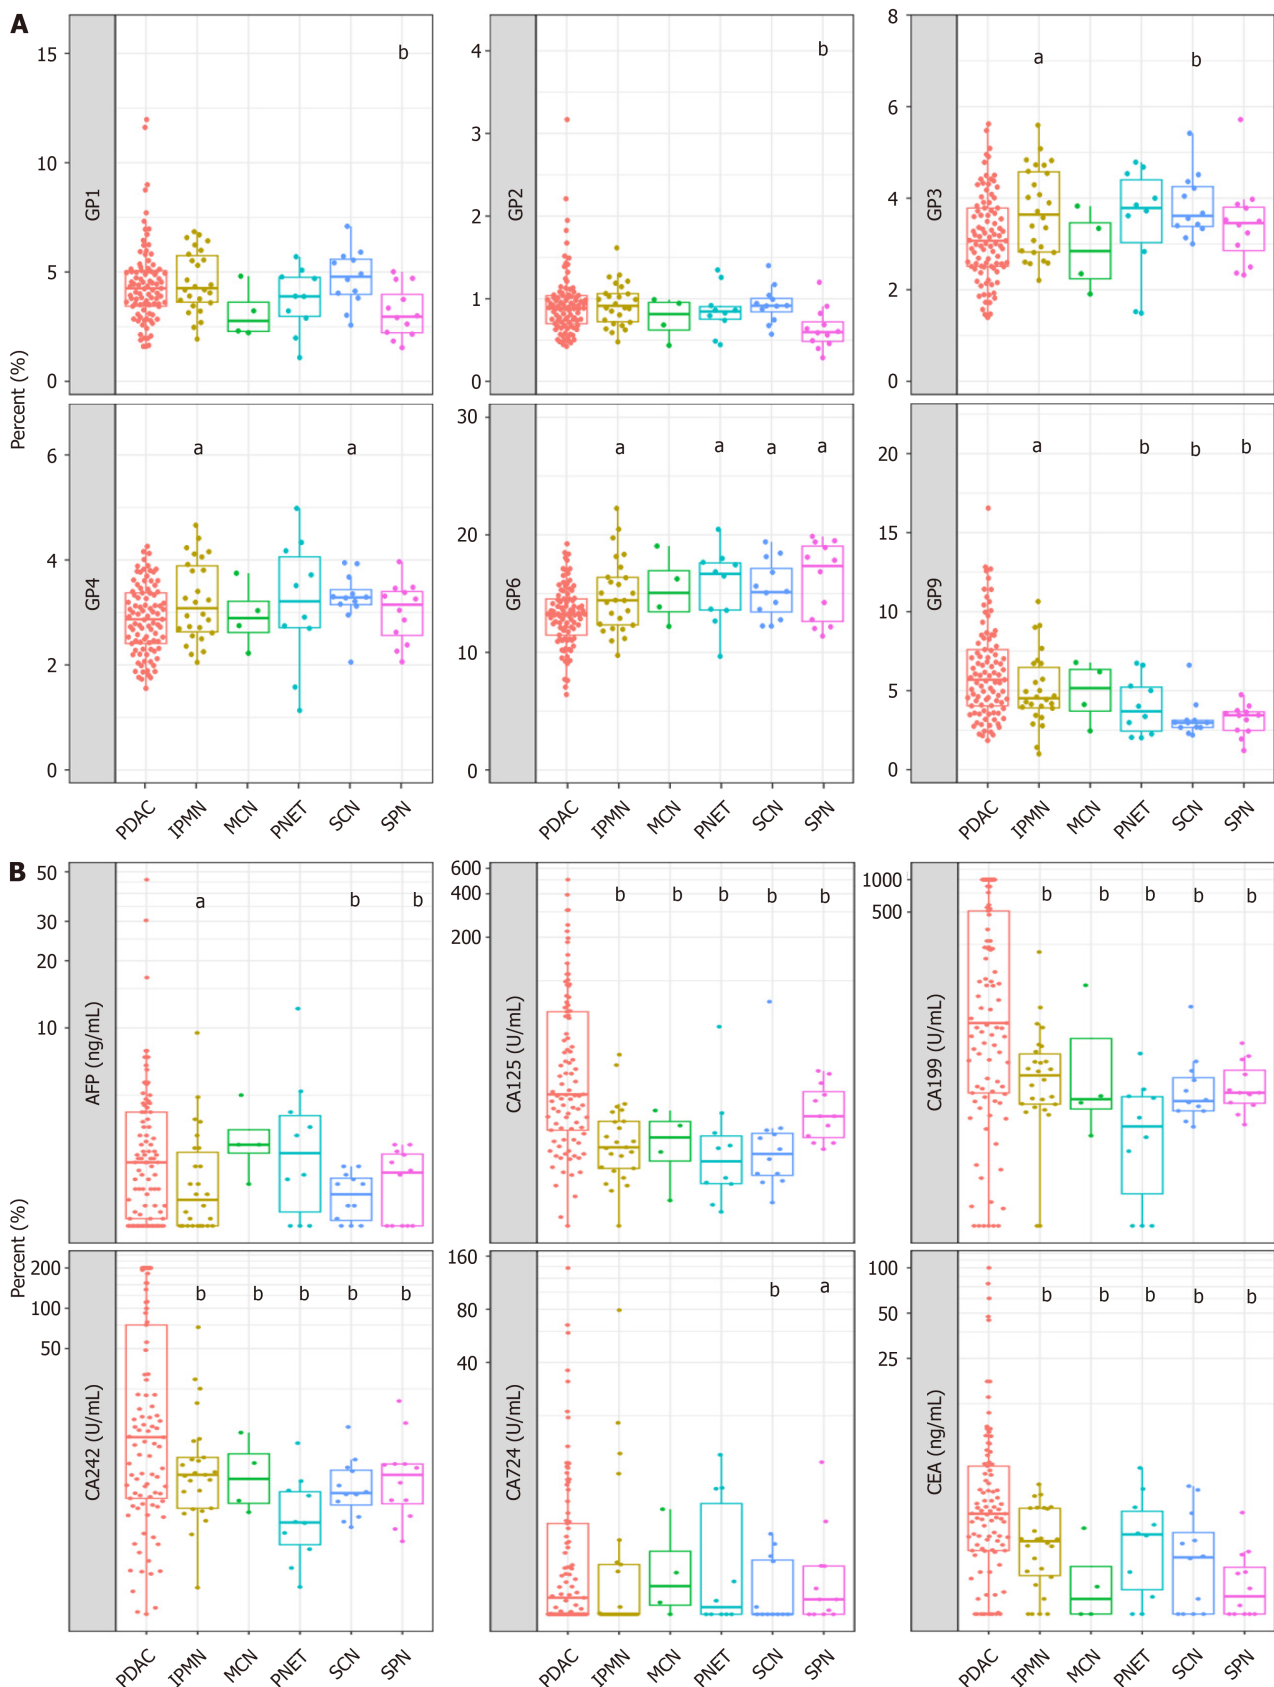 A
Percent (%)
GP1
15
10
5
0
b
GP2
4
3
2
1
0
b
GP3
8
6
4
2
0
a
b
GP4
6
4
2
0
a
a
GP6
30
20
10
0
a
a
a
a
GP9
20
15
10
5
0
a
b
b
b
PDAC
IPMN
MCN
PNET
SCN
SPN
PDAC
IPMN
MCN
PNET
SCN
SPN
PDAC
IPMN
MCN
PNET
SCN
SPN
B
Percent (%)
AFP (ng/mL)
50
30
20
10
a
b
b
CA125 (U/mL)
600
400
200
b
b
b
b
b
CA199 (U/mL)
1000
500
b
b
b
b
b
CA242 (U/mL)
200
100
50
b
b
b
b
b
CA724 (U/mL)
160
80
40
b
a
CEA (ng/mL)
100
50
25
b
b
b
b
b
PDAC
IPMN
MCN
PNET
SCN
SPN
PDAC
IPMN
MCN
PNET
SCN
SPN
PDAC
IPMN
MCN
PNET
SCN
SPN